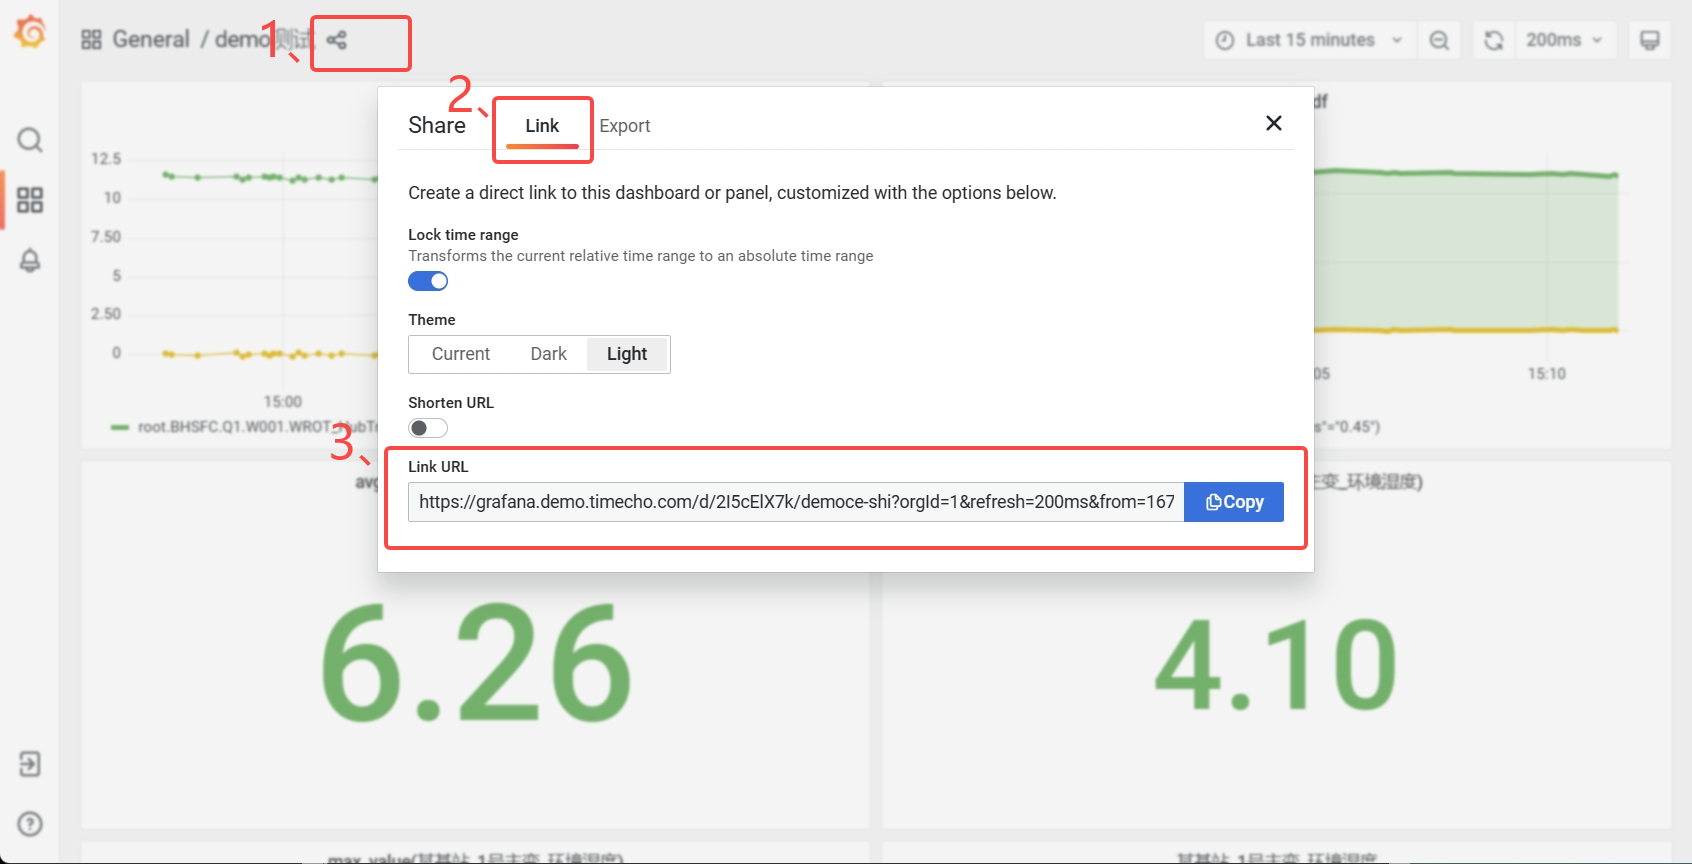 1、
General / demo测试
Last 15 minutes
200ms
2、
Share
Link
Export
df
Create a direct link to this dashboard or panel, customized with the options below.
Lock time range
Transforms the current relative time range to an absolute time range
Theme
Current
Dark
Light
Shorten URL
3、
Link URL
https://grafana.demo.timecho.com/d/2I5cElX7k/democe-shi?orgId=1&refresh=200ms&from=167
Copy
12.5
10
7.50
5
2.50
0
15:00
root.BHSFC.Q1.W001.WROT_HubTr
05
15:10
s"="0.45")
avg
主变_环境湿度)
6.26
4.10
max_value(某基站_1号主变_环境湿度)
某基站_1号主变_环境湿度